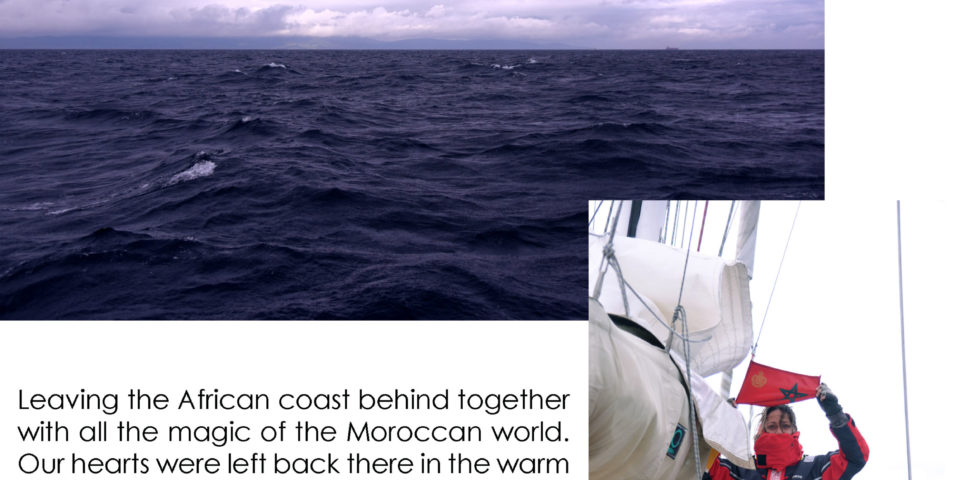 Leaving the African coast behind together
with all the magic of the Moroccan world.
Our hearts were left back there in the warm